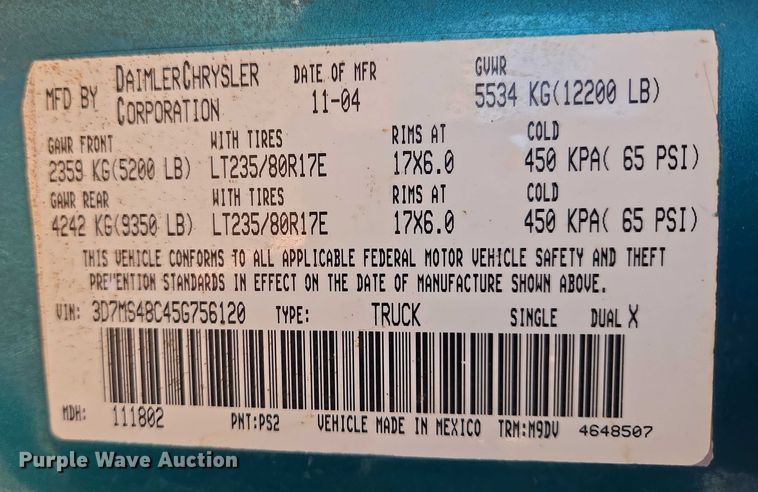 MFD BY DAIMLERCHRYSLER CORPORATION DATE OF MFR 11-04 GVWR 5534 KG(12200 LB)
GAWR FRONT WITH TIRES RIMS AT COLD
2359 KG(5200 LB) LT235/80R17E 17X6.0 450 KPA( 65 PSI)
GAWR REAR WITH TIRES RIMS AT COLD
4242 KG(9350 LB) LT235/80R17E 17X6.0 450 KPA( 65 PSI)
THIS VEHICLE CONFORMS TO ALL APPLICABLE FEDERAL MOTOR VEHICLE SAFETY AND THEFT
PREVENTION STANDARDS IN EFFECT ON THE DATE OF MANUFACTURE SHOWN ABOVE.
VIN: 3D7MS48C45G756120 TYPE: TRUCK SINGLE DUAL X
MDH: 111802 PNT:PS2 VEHICLE MADE IN MEXICO TRM:M9DV 4648507
Purple Wave Auction